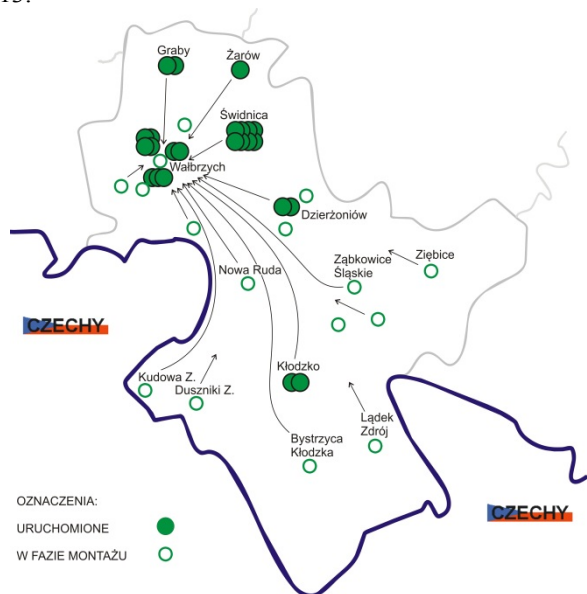 13.
Graby
Żarów
Świdnica
Wałbrzych
Dzierżoniów
Ząbkowice
Śląskie
Ziębice
Nowa Ruda
CZECHY
Kudowa Z.
Duszniki Z.
Kłodzko
Lądek
Zdrój
Bystrzyca
Kłodzka
OZNACZENIA:
URUCHOMIONE
W FAZIE MONTAŻU
CZECHY